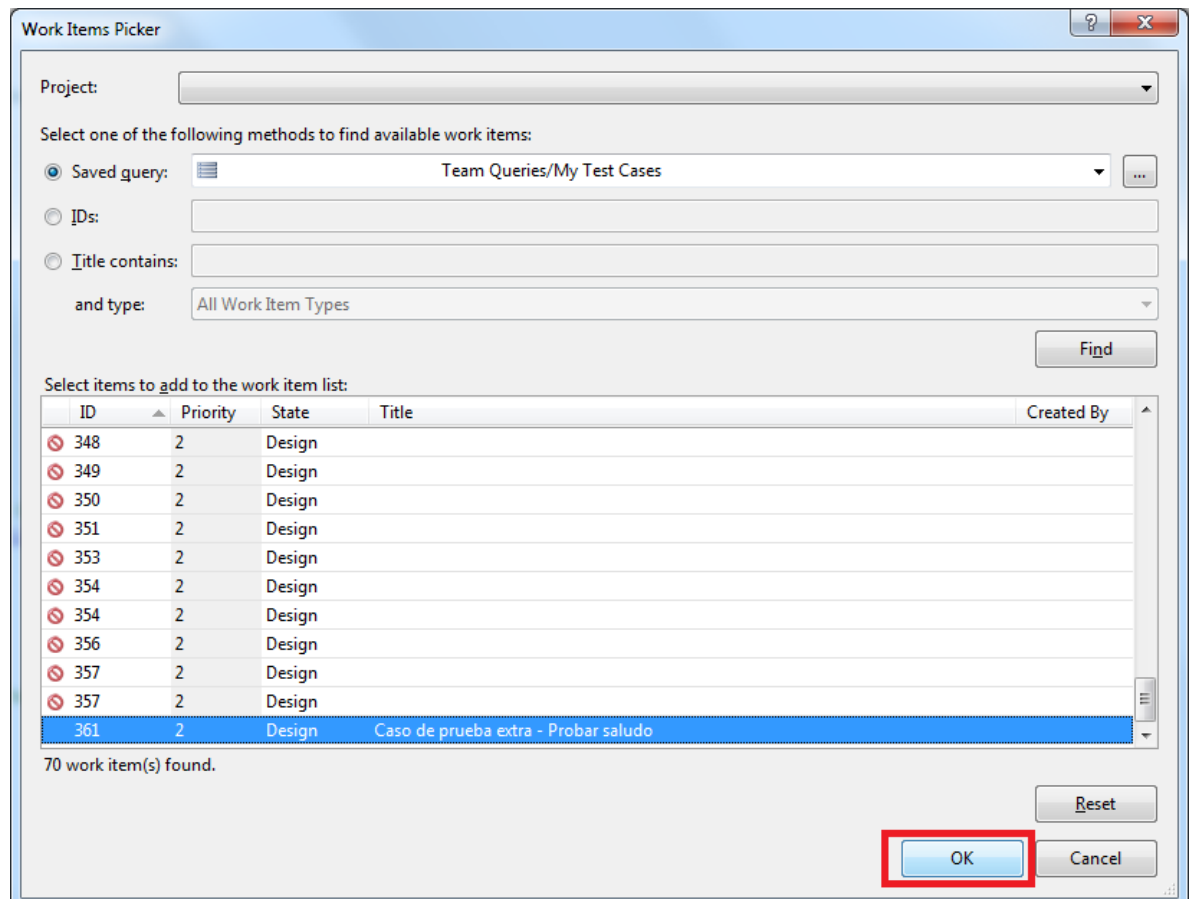 Work Items Picker
Project:
Select one of the following methods to find available work items:
Saved query: Team Queries/My Test Cases ...
IDs:
Title contains:
and type: All Work Item Types
Find
Select items to add to the work item list:
ID Priority State Title Created By
348 2 Design
349 2 Design
350 2 Design
351 2 Design
353 2 Design
354 2 Design
354 2 Design
356 2 Design
357 2 Design
357 2 Design
361 2 Design Caso de prueba extra - Probar saludo
70 work item(s) found.
Reset
OK Cancel